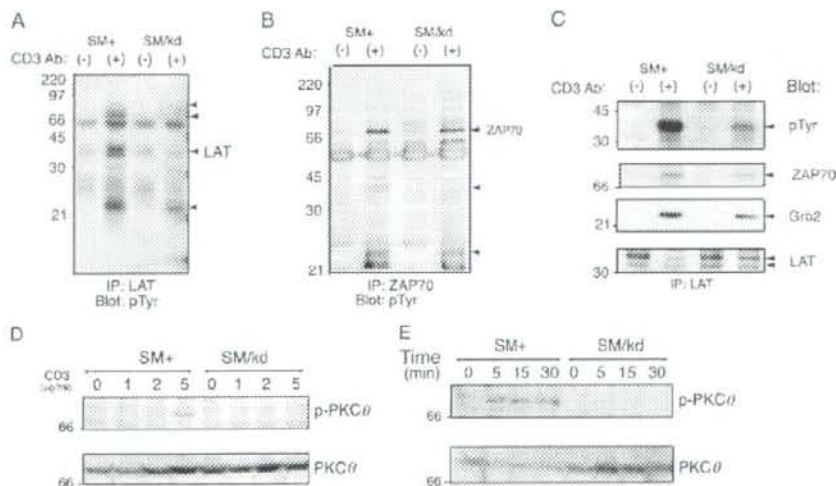 A
SM+ SM/kd
CD3 Ab: (-) (+) (-) (+)
220
97
66
45
30
21
LAT
IP: LAT
Blot: pTyr
B
SM+ SM/kd
CD3 Ab: (-) (+) (-) (+)
220
97
66
45
30
21
ZAP70
IP: ZAP70
Blot: pTyr
C
SM+ SM/kd
CD3 Ab: (-) (+) (-) (+) Blot:
45
30
pTyr
66
ZAP70
21
Grb2
30
LAT
IP: LAT
D
SM+ SM/kd
CD3
0 1 2 5 0 1 2 5
66
p-PKCθ
66
PKCθ
E
SM+ SM/kd
Time
(min)
0 5 15 30 0 5 15 30
66
p-PKCθ
66
PKCθ